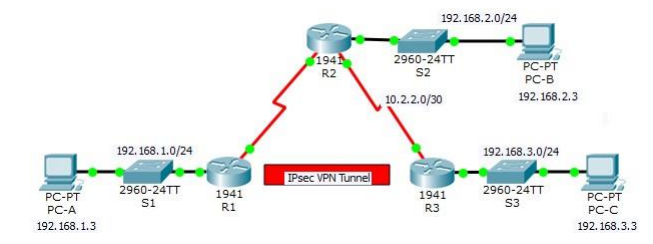 192.168.2.0/24
1941
R2
2960-24TT
S2
PC-PT
PC-B
192.168.2.3
10.2.2.0/30
192.168.1.0/24
192.168.3.0/24
IPsec VPN Tunnel
PC-PT
PC-A
192.168.1.3
2960-24TT
S1
1941
R1
1941
R3
2960-24TT
S3
PC-PT
PC-C
192.168.3.3